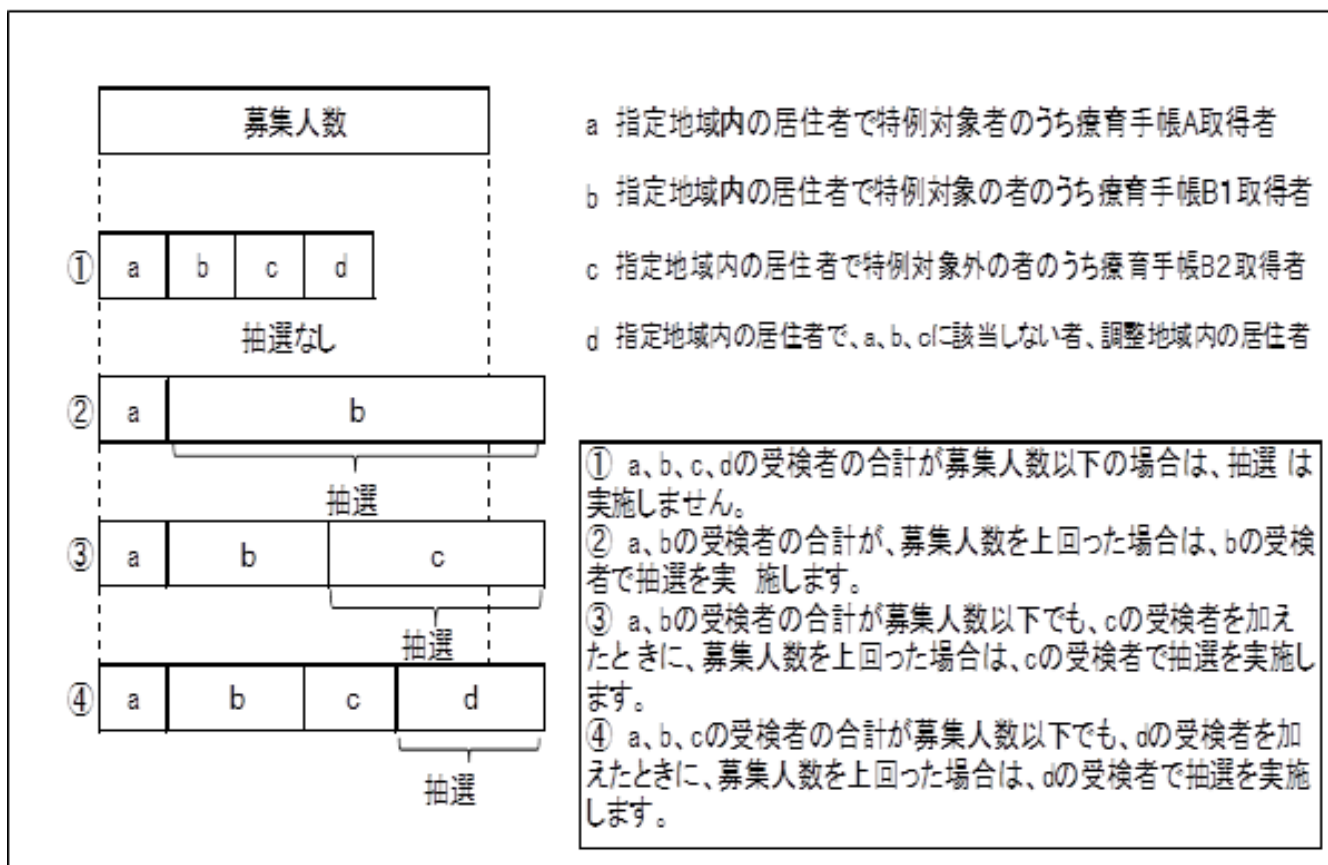 募集人数
a 指定地域内の居住者で特例対象者のうち療育手帳A取得者
b 指定地域内の居住者で特例対象の者のうち療育手帳B1取得者
c 指定地域内の居住者で特例対象外の者のうち療育手帳B2取得者
d 指定地域内の居住者で、a、b、cに該当しない者、調整地域内の居住者
① a b c d
抽選なし
② a b
抽選
③ a b c
抽選
④ a b c d
抽選
① a、b、c、dの受検者の合計が募集人数以下の場合は、抽選 は
実施しません。
② a、bの受検者の合計が、募集人数を上回った場合は、bの受検
者で抽選を実 施します。
③ a、bの受検者の合計が募集人数以下でも、cの受検者を加え
たときに、募集人数を上回った場合は、cの受検者で抽選を実施し
ます。
④ a、b、cの受検者の合計が募集人数以下でも、dの受検者を加
えたときに、募集人数を上回った場合は、dの受検者で抽選を実施
します。